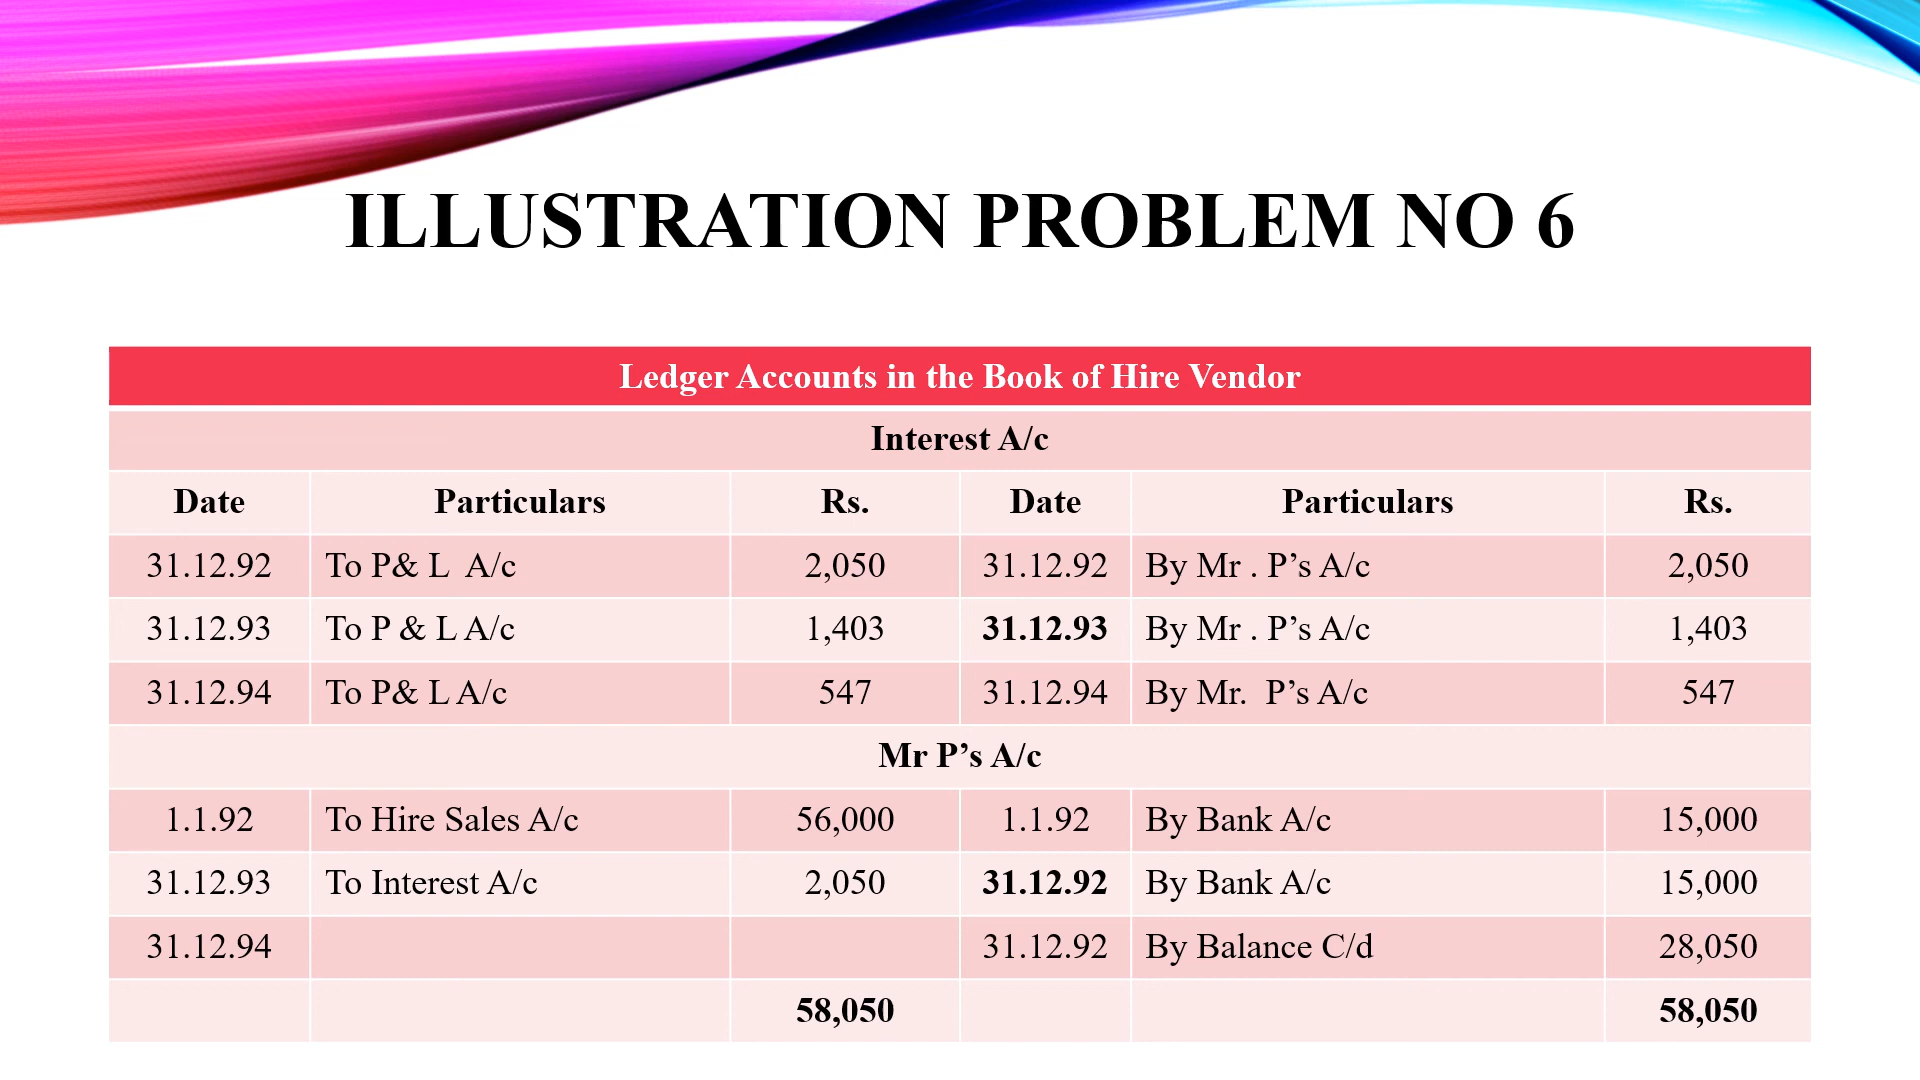 ILLUSTRATION PROBLEM NO 6
Ledger Accounts in the Book of Hire Vendor
Interest A/c
Date Particulars Rs. Date Particulars Rs.
31.12.92 To P& L A/c 2,050 31.12.92 By Mr . P’s A/c 2,050
31.12.93 To P & L A/c 1,403 31.12.93 By Mr . P’s A/c 1,403
31.12.94 To P& L A/c 547 31.12.94 By Mr. P’s A/c 547
Mr P’s A/c
1.1.92 To Hire Sales A/c 56,000 1.1.92 By Bank A/c 15,000
31.12.93 To Interest A/c 2,050 31.12.92 By Bank A/c 15,000
31.12.94 31.12.92 By Balance C/d 28,050
58,050 58,050